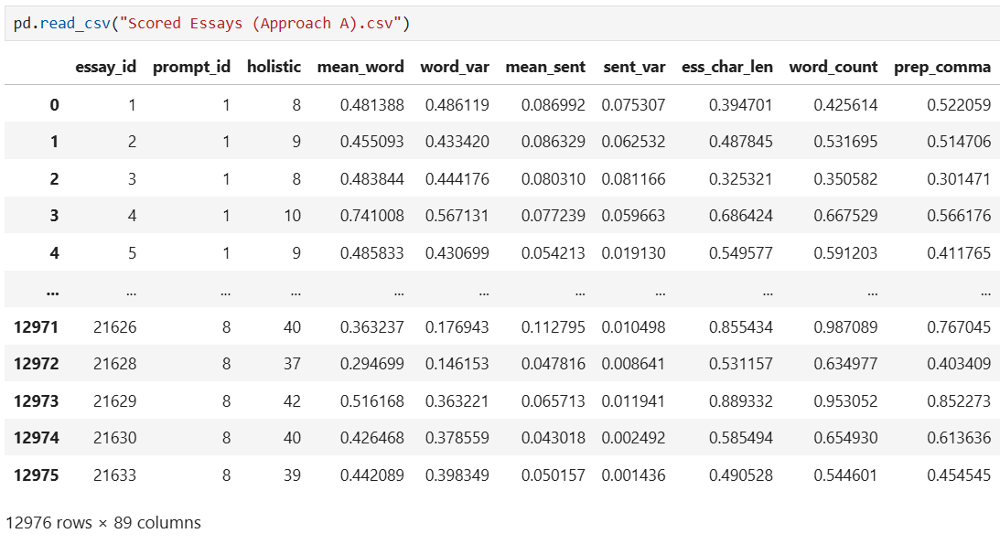 pd.read_csv("Scored Essays (Approach A).csv")
essay_id prompt_id holistic mean_word word_var mean_sent sent_var ess_char_len word_count prep_comma
0 1 1 8 0.481388 0.486119 0.086992 0.075307 0.394701 0.425614 0.522059
1 2 1 9 0.455093 0.433420 0.086329 0.062532 0.487845 0.531695 0.514706
2 3 1 8 0.483844 0.444176 0.080310 0.081166 0.325321 0.350582 0.301471
3 4 1 10 0.741008 0.567131 0.077239 0.059663 0.686424 0.667529 0.566176
4 5 1 9 0.485833 0.430699 0.054213 0.019130 0.549577 0.591203 0.411765
... ... ... ... ... ... ... ... ... ... ...
12971 21626 8 40 0.363237 0.176943 0.112795 0.010498 0.855434 0.987089 0.767045
12972 21628 8 37 0.294699 0.146153 0.047816 0.008641 0.531157 0.634977 0.403409
12973 21629 8 42 0.516168 0.363221 0.065713 0.011941 0.889332 0.953052 0.852273
12974 21630 8 40 0.426468 0.378559 0.043018 0.002492 0.585494 0.654930 0.613636
12975 21633 8 39 0.442089 0.398349 0.050157 0.001436 0.490528 0.544601 0.454545
12976 rows × 89 columns